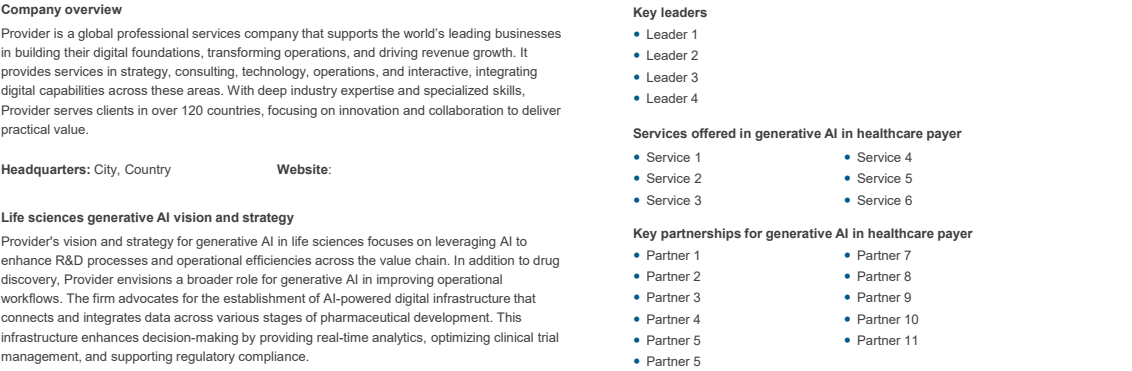 Company overview
Provider is a global professional services company that supports the world's leading businesses
in building their digital foundations, transforming operations, and driving revenue growth. It
provides services in strategy, consulting, technology, operations, and interactive, integrating
digital capabilities across these areas. With deep industry expertise and specialized skills,
Provider serves clients in over 120 countries, focusing on innovation and collaboration to deliver
practical value.
Headquarters: City, Country
Website:
Life sciences generative AI vision and strategy
Provider's vision and strategy for generative AI in life sciences focuses on leveraging AI to
enhance R&D processes and operational efficiencies across the value chain. In addition to drug
discovery, Provider envisions a broader role for generative AI in improving operational
workflows. The firm advocates for the establishment of AI-powered digital infrastructure that
connects and integrates data across various stages of pharmaceutical development. This
infrastructure enhances decision-making by providing real-time analytics, optimizing clinical trial
management, and supporting regulatory compliance.
Key leaders
• Leader 1
• Leader 2
• Leader 3
• Leader 4
Services offered in generative AI in healthcare payer
• Service 1
• Service 2
• Service 3
• Service 4
• Service 5
• Service 6
Key partnerships for generative AI in healthcare payer
• Partner 1
• Partner 2
• Partner 3
• Partner 4
• Partner 5
• Partner 5
• Partner 7
• Partner 8
• Partner 9
• Partner 10
• Partner 11